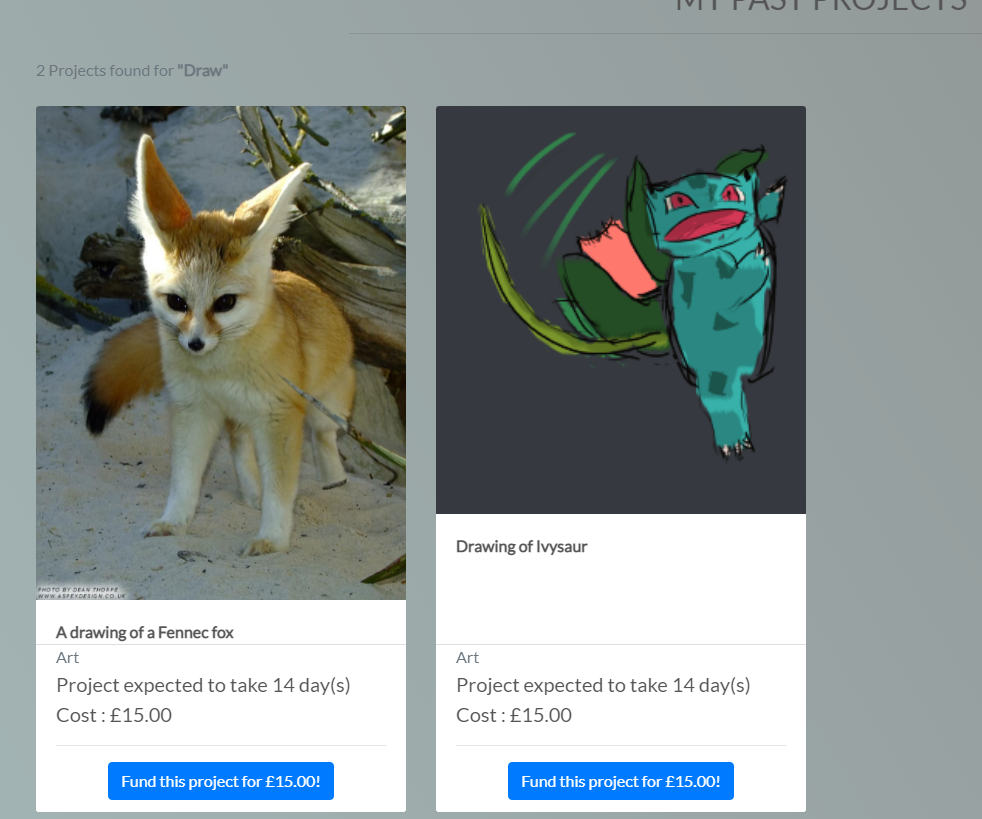 MY PAST PROJECTS
2 Projects found for "Draw"
PHOTO BY DEAN THORPE
WWW.ASPEXDESIGN.CO.UK
A drawing of a Fennec fox
Art
Project expected to take 14 day(s)
Cost : £15.00
Fund this project for £15.00!
Drawing of Ivysaur
Art
Project expected to take 14 day(s)
Cost : £15.00
Fund this project for £15.00!